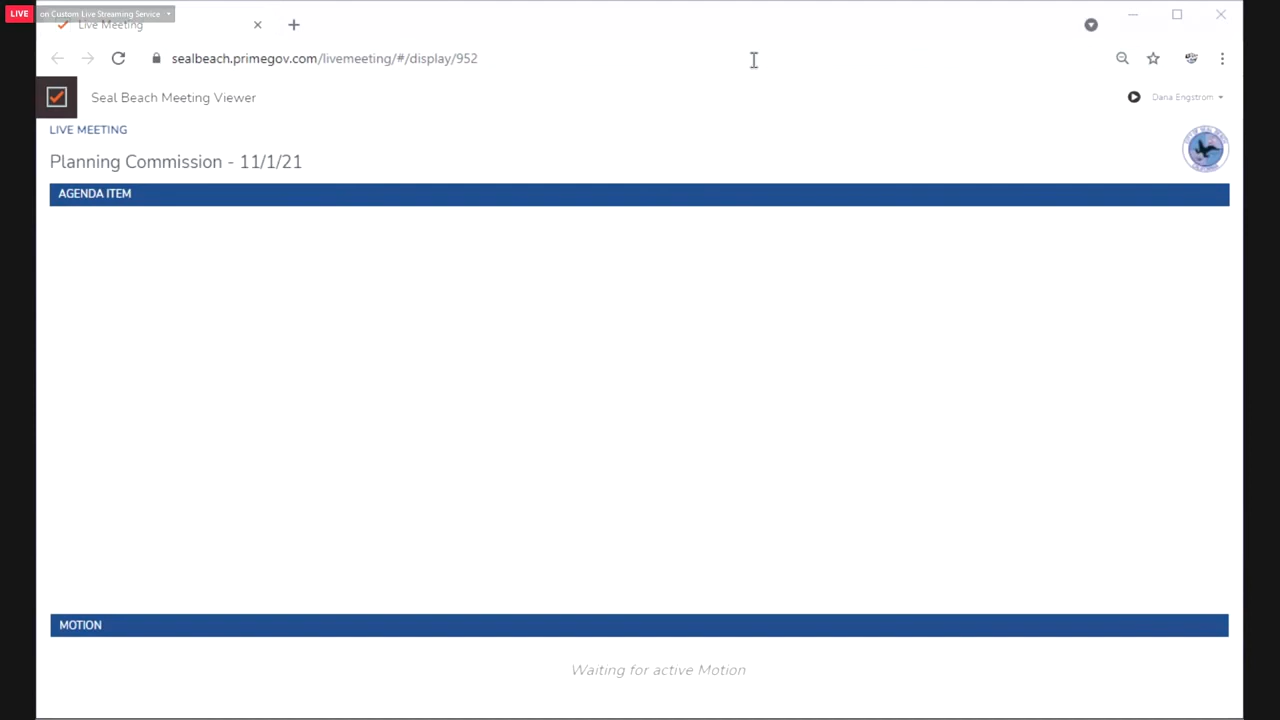 LIVE on Custom Live Streaming Service
Live Meeting
sealbeach.primegov.com/livemeeting/#/display/952
Seal Beach Meeting Viewer
Dana Engstrom
LIVE MEETING
Planning Commission - 11/1/21
AGENDA ITEM
MOTION
Waiting for active Motion